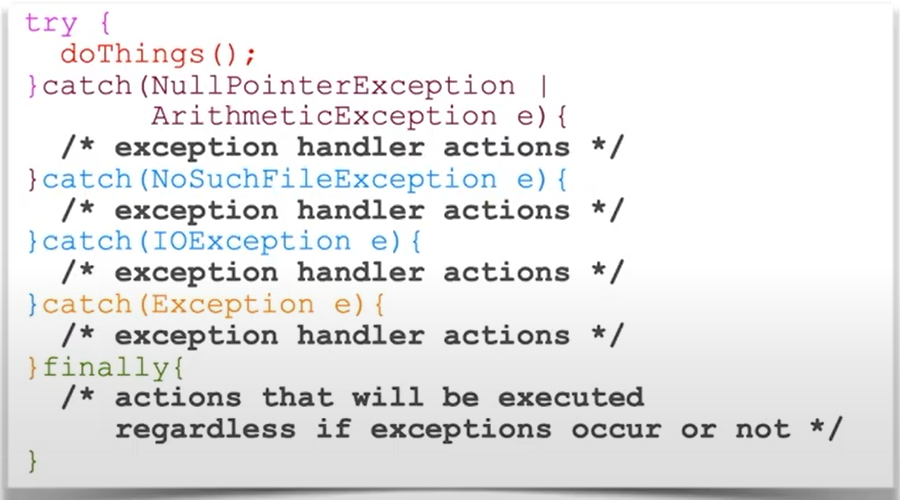 try {
  doThings();
}catch(NullPointerException |
       ArithmeticException e){
  /* exception handler actions */
}catch(NoSuchFileException e){
  /* exception handler actions */
}catch(IOException e){
  /* exception handler actions */
}catch(Exception e){
  /* exception handler actions */
}finally{
  /* actions that will be executed
     regardless if exceptions occur or not */
}